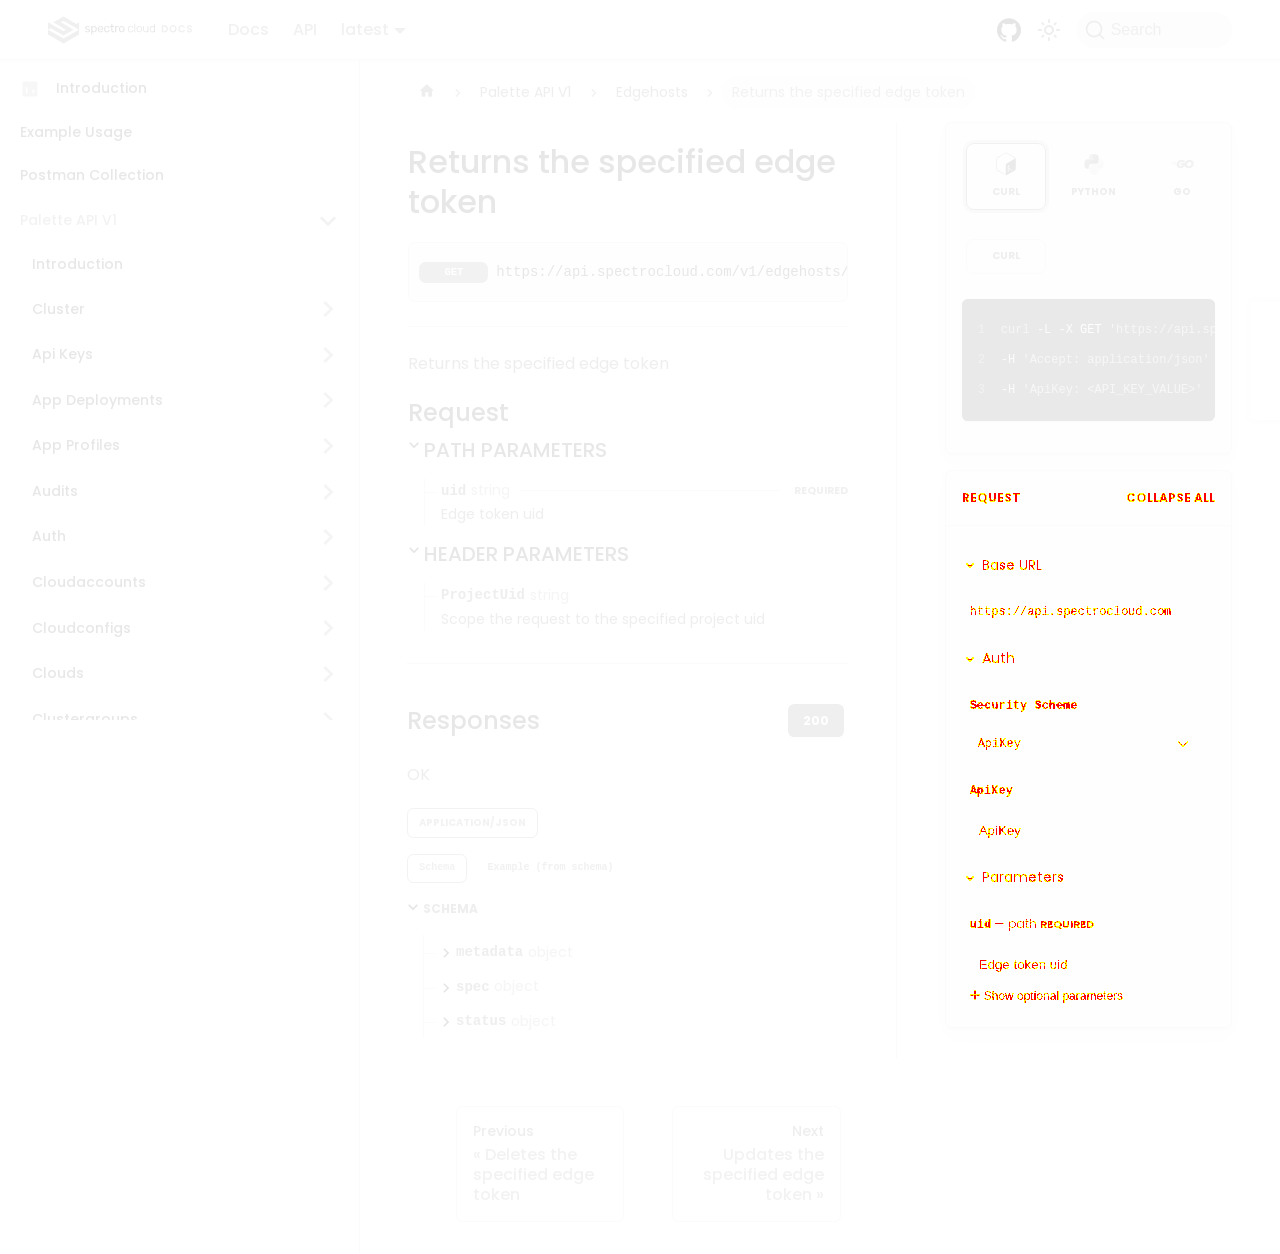 spectro cloud DOCS
Docs
API
latest
Search
Introduction
Example Usage
Postman Collection
Palette API V1
Introduction
Cluster
Api Keys
App Deployments
App Profiles
Audits
Auth
Cloudaccounts
Cloudconfigs
Clouds
Clustergroups
Palette API V1
Edgehosts
Returns the specified edge token
Returns the specified edge
token
GET
https://api.spectrocloud.com/v1/edgehosts/
Returns the specified edge token
Request
PATH PARAMETERS
uid string REQUIRED
Edge token uid
HEADER PARAMETERS
ProjectUid string
Scope the request to the specified project uid
Responses
200
OK
APPLICATION/JSON
Schema
Example (from schema)
SCHEMA
metadata object
spec object
status object
Previous
« Deletes the
specified edge
token
Next
Updates the
specified edge
token »
CURL
PYTHON
GO
CURL
1 curl -L -X GET 'https://api.sp
2 -H 'Accept: application/json'
3 -H 'ApiKey: <API_KEY_VALUE>'
REQUEST
COLLAPSE ALL
Base URL
https://api.spectrocloud.com
Auth
Security Scheme
ApiKey
ApiKey
ApiKey
Parameters
uid — path REQUIRED
Edge token uid
Show optional parameters